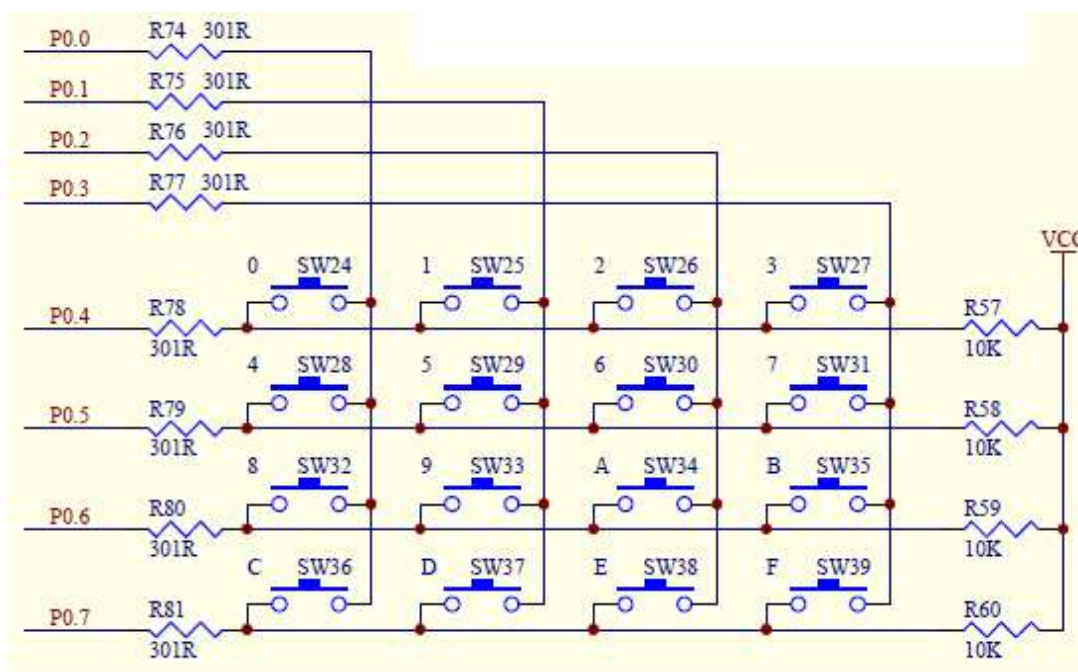 P0.0 R74 301R
P0.1 R75 301R
P0.2 R76 301R
P0.3 R77 301R
VCC
0 SW24 1 SW25 2 SW26 3 SW27
P0.4 R78 R57
301R 10K
4 SW28 5 SW29 6 SW30 7 SW31
P0.5 R79 R58
301R 10K
8 SW32 9 SW33 A SW34 B SW35
P0.6 R80 R59
301R 10K
C SW36 D SW37 E SW38 F SW39
P0.7 R81 R60
301R 10K